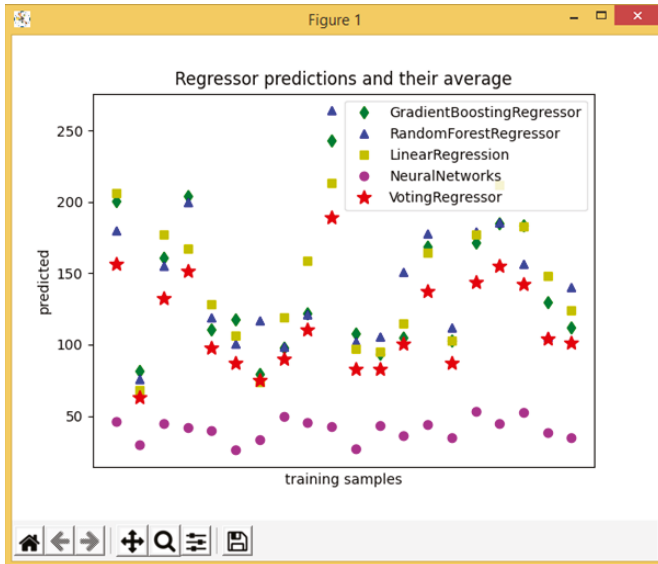 Figure 1
Regressor predictions and their average
250
200
150
100
50
predicted
GradientBoostingRegressor
RandomForestRegressor
LinearRegression
NeuralNetworks
VotingRegressor
training samples